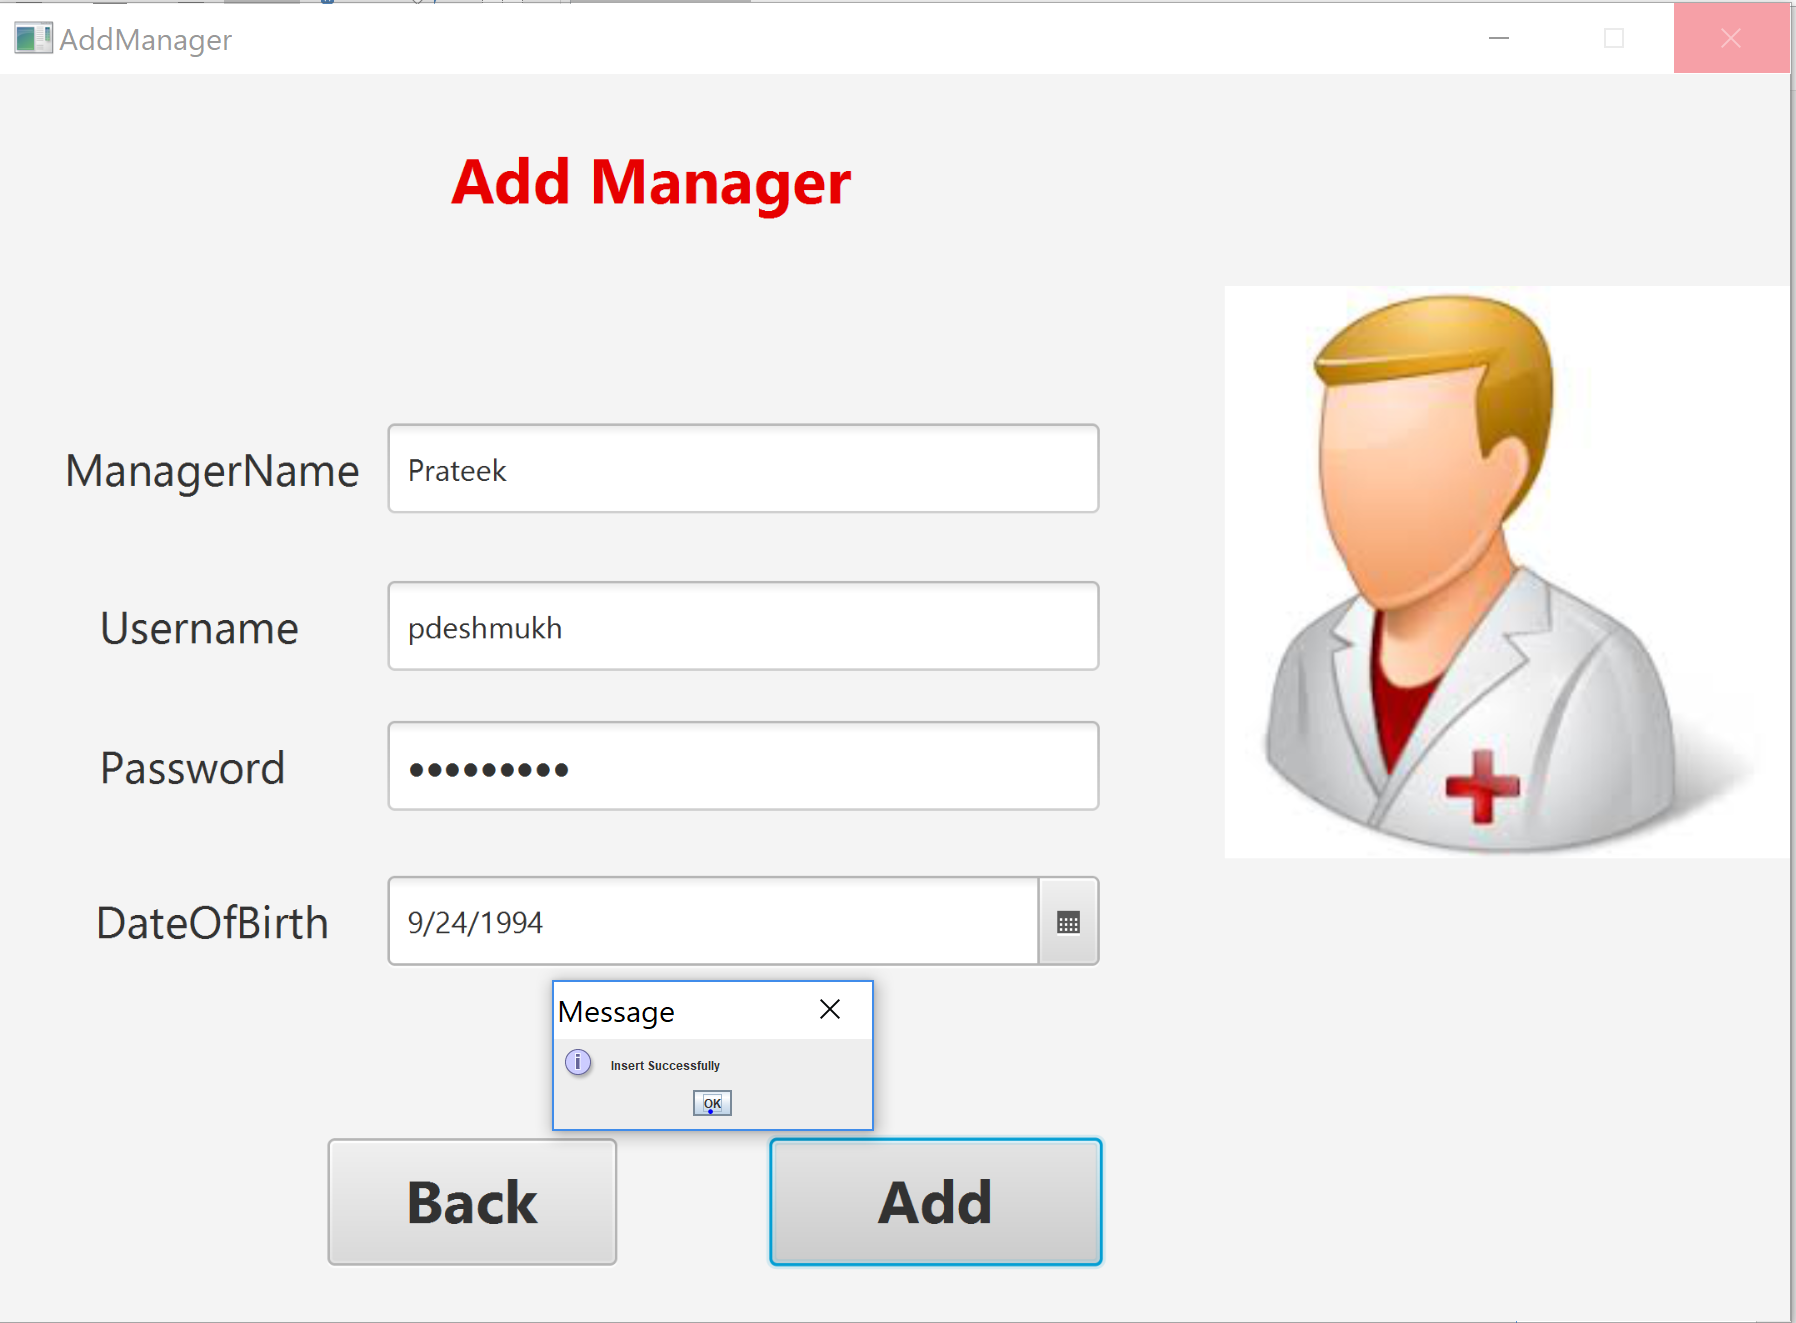 AddManager
Add Manager
ManagerName Prateek
Username pdeshmukh
Password •••••••••
DateOfBirth 9/24/1994
Message
i Insert Successfully
OK
Back Add